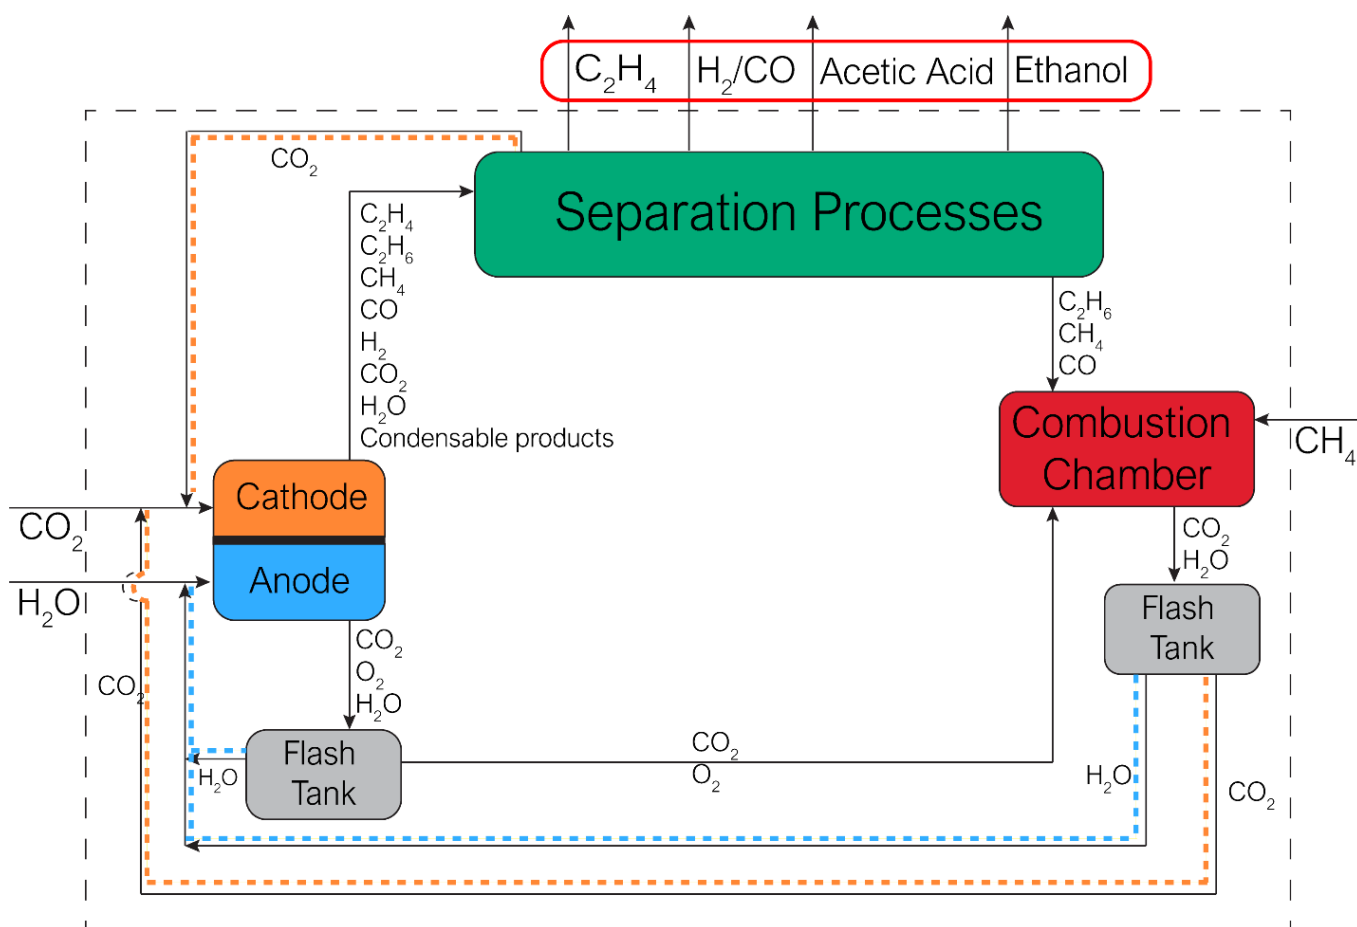 C₂H₄
H₂/CO
Acetic Acid
Ethanol
CO₂
Separation Processes
C₂H₄
C₂H₆
CH₄
CO
H₂
CO₂
H₂O
Condensable products
C₂H₆
CH₄
CO
Combustion
Chamber
CH₄
Cathode
Anode
CO₂
H₂O
CO₂
H₂O
Flash
Tank
CO₂
O₂
H₂O
CO₂
Flash
Tank
H₂O
CO₂
O₂
H₂O
CO₂